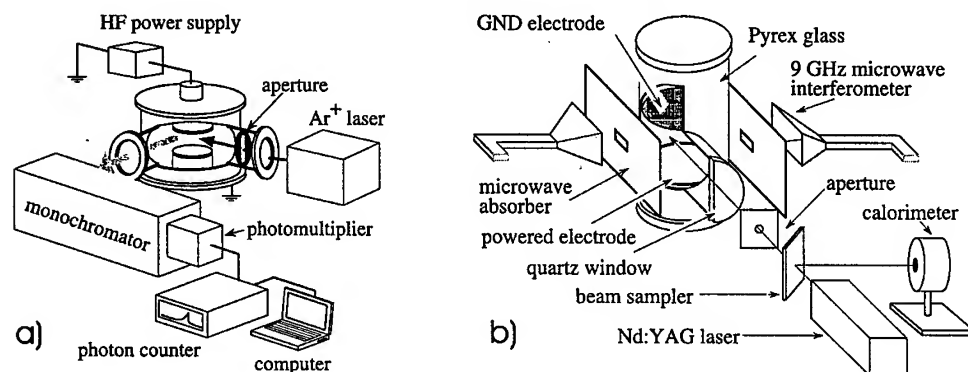 HF power supply
aperture
Ar+ laser
monochromator
photomultiplier
a)
photon counter
computer
GND electrode
Pyrex glass
9 GHz microwave
interferometer
microwave
absorber
aperture
powered electrode
calorimeter
quartz window
beam sampler
b)
Nd:YAG laser